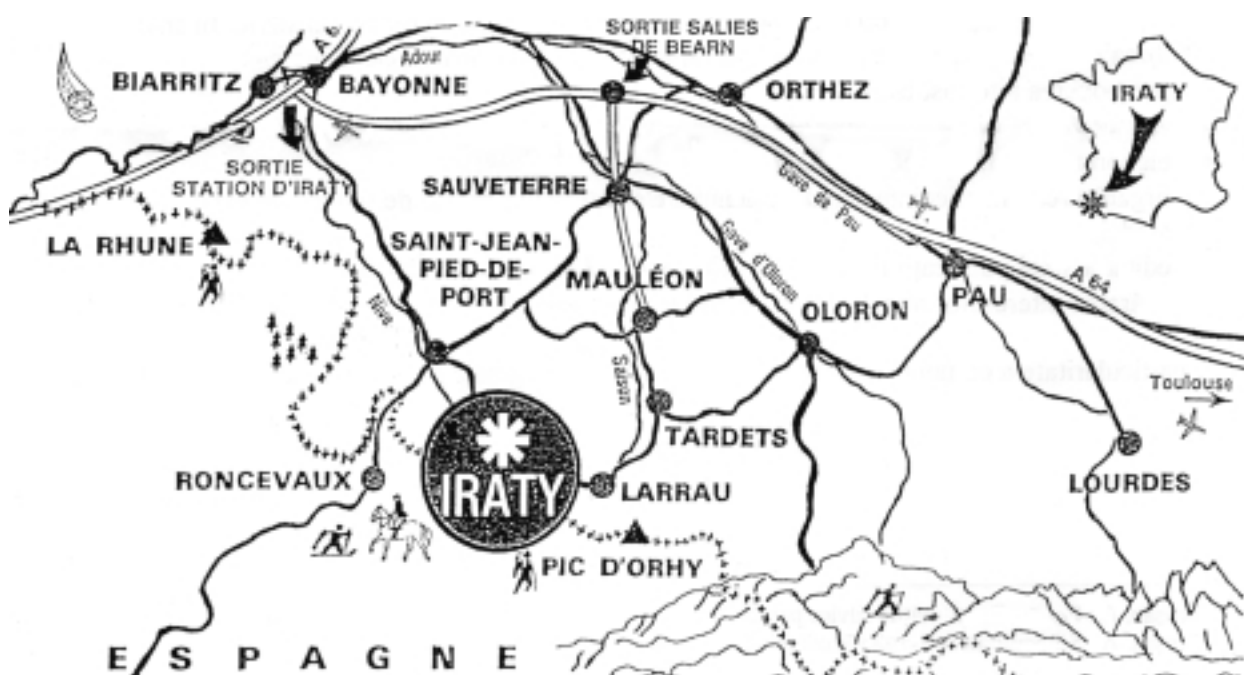 SORTIE SALIES
DE BEARN
A 6
Adour
BIARRITZ
BAYONNE
ORTHEZ
IRATY
SORTIE
STATION D'IRATY
SAUVETERRE
Gave de Pau
LA RHUNE
SAINT-JEAN-
PIED-DE-
PORT
MAULÉON
Gave d'Oloron
OLORON
PAU
A 64
Nive
Saison
Toulouse
TARDETS
RONCEVAUX
IRATY
LARRAU
LOURDES
PIC D'ORHY
ESPAGNE